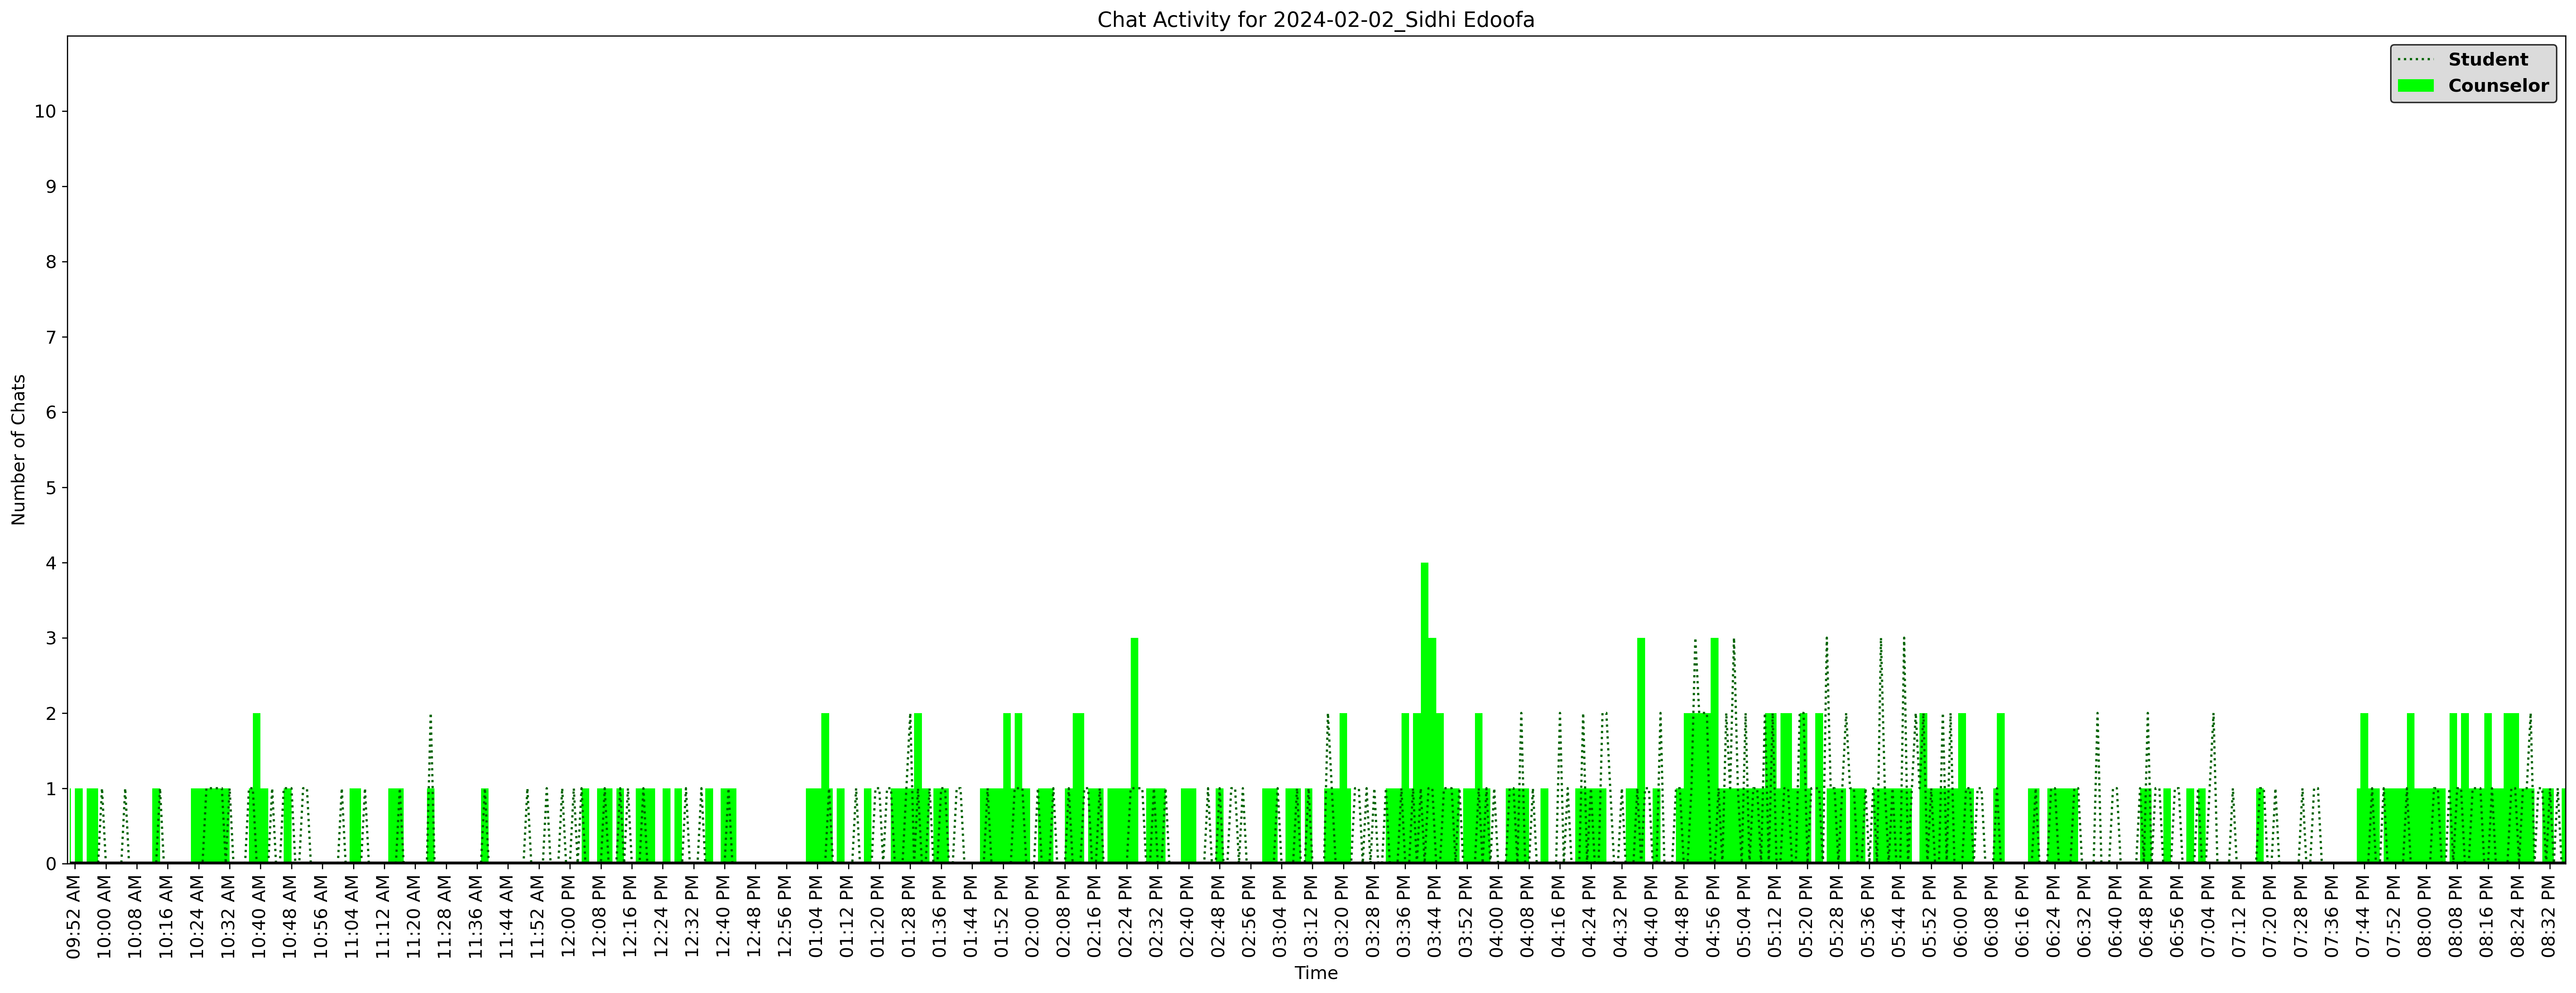 Chat Activity for 2024-02-02_Sidhi Edoofa
Student
Counselor
Number of Chats
10
9
8
7
6
5
4
3
2
1
0
09:52 AM
10:00 AM
10:08 AM
10:16 AM
10:24 AM
10:32 AM
10:40 AM
10:48 AM
10:56 AM
11:04 AM
11:12 AM
11:20 AM
11:28 AM
11:36 AM
11:44 AM
11:52 AM
12:00 PM
12:08 PM
12:16 PM
12:24 PM
12:32 PM
12:40 PM
12:48 PM
12:56 PM
01:04 PM
01:12 PM
01:20 PM
01:28 PM
01:36 PM
01:44 PM
01:52 PM
02:00 PM
02:08 PM
02:16 PM
02:24 PM
02:32 PM
02:40 PM
02:48 PM
02:56 PM
03:04 PM
03:12 PM
03:20 PM
03:28 PM
03:36 PM
03:44 PM
03:52 PM
04:00 PM
04:08 PM
04:16 PM
04:24 PM
04:32 PM
04:40 PM
04:48 PM
04:56 PM
05:04 PM
05:12 PM
05:20 PM
05:28 PM
05:36 PM
05:44 PM
05:52 PM
06:00 PM
06:08 PM
06:16 PM
06:24 PM
06:32 PM
06:40 PM
06:48 PM
06:56 PM
07:04 PM
07:12 PM
07:20 PM
07:28 PM
07:36 PM
07:44 PM
07:52 PM
08:00 PM
08:08 PM
08:16 PM
08:24 PM
08:32 PM
Time